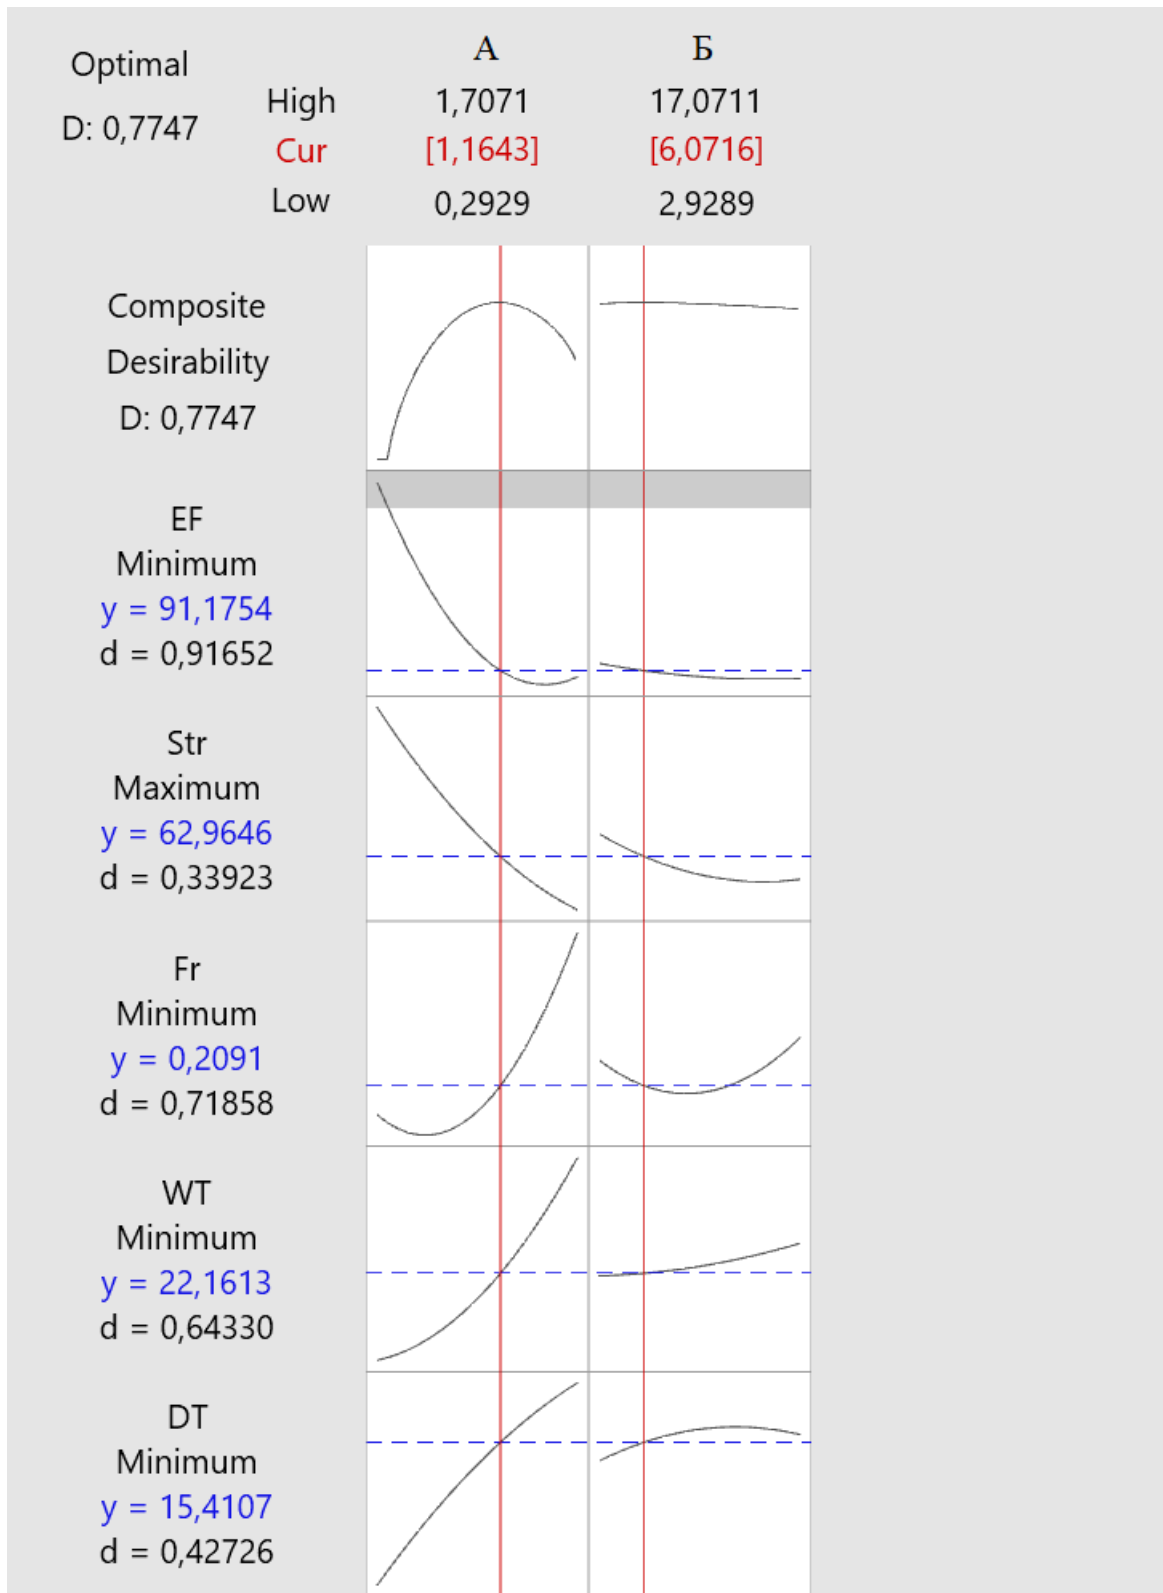 Optimal
D: 0,7747
А Б
High 1,7071 17,0711
Cur [1,1643] [6,0716]
Low 0,2929 2,9289
Composite
Desirability
D: 0,7747
EF
Minimum
y = 91,1754
d = 0,91652
Str
Maximum
y = 62,9646
d = 0,33923
Fr
Minimum
y = 0,2091
d = 0,71858
WT
Minimum
y = 22,1613
d = 0,64330
DT
Minimum
y = 15,4107
d = 0,42726